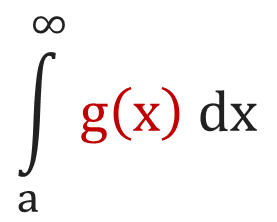 ∞
∫ g(x) dx
a